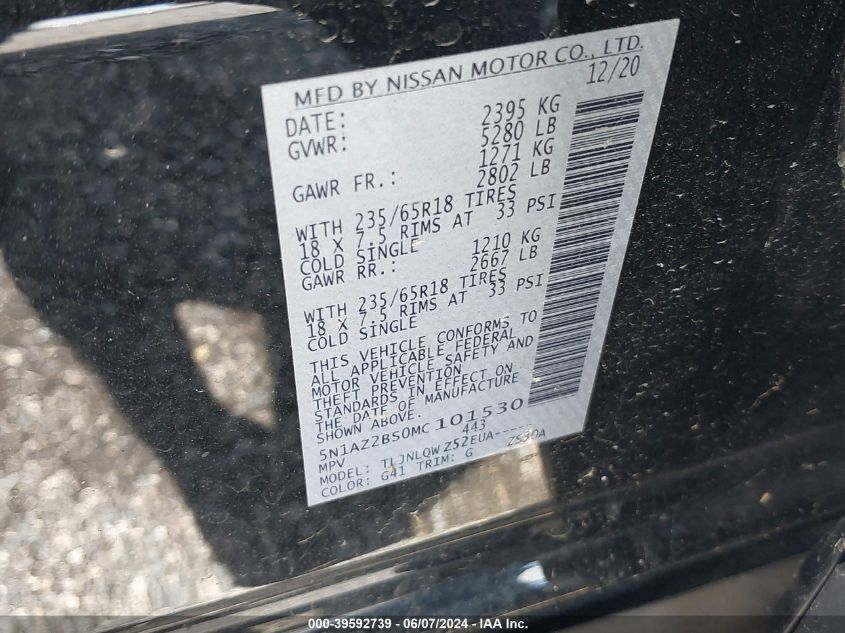 MFD BY NISSAN MOTOR CO., LTD.
DATE: 12/20
GVWR: 2395 KG
5280 LB
GAWR FR.: 1271 KG
2802 LB
WITH 235/65R18 TIRES
18 X 7.5 RIMS AT 33 PSI
COLD SINGLE
GAWR RR.: 1210 KG
2667 LB
WITH 235/65R18 TIRES
18 X 7.5 RIMS AT 33 PSI
COLD SINGLE
THIS VEHICLE CONFORMS TO
ALL APPLICABLE FEDERAL
MOTOR VEHICLE SAFETY AND
THEFT PREVENTION
STANDARDS IN EFFECT ON
THE DATE OF MANUFACTURE
SHOWN ABOVE.
5N1AZ2BS0MC101530
MPV 443
MODEL: TLJNLQW Z52EUA-----
COLOR: G41 TRIM: G
000-39592739 - 06/07/2024 - IAA, Inc.